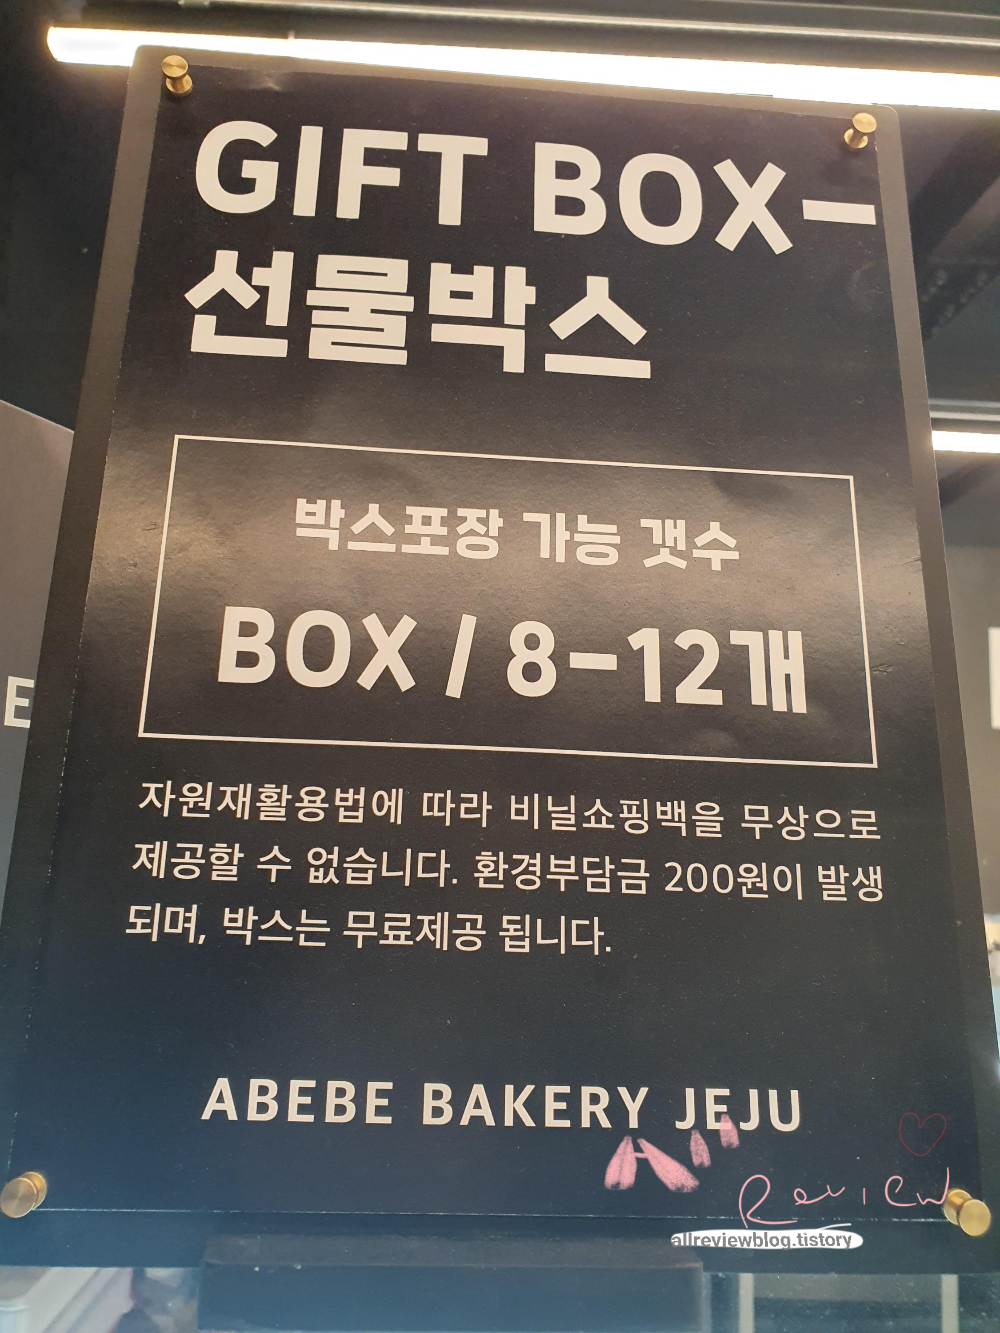 GIFT BOX-
선물박스
박스포장 가능 갯수
BOX / 8-12개
자원재활용법에 따라 비닐쇼핑백을 무상으로
제공할 수 없습니다. 환경부담금 200원이 발생
되며, 박스는 무료제공 됩니다.
ABEBE BAKERY JEJU
Review
allreviewblog.tistory
E